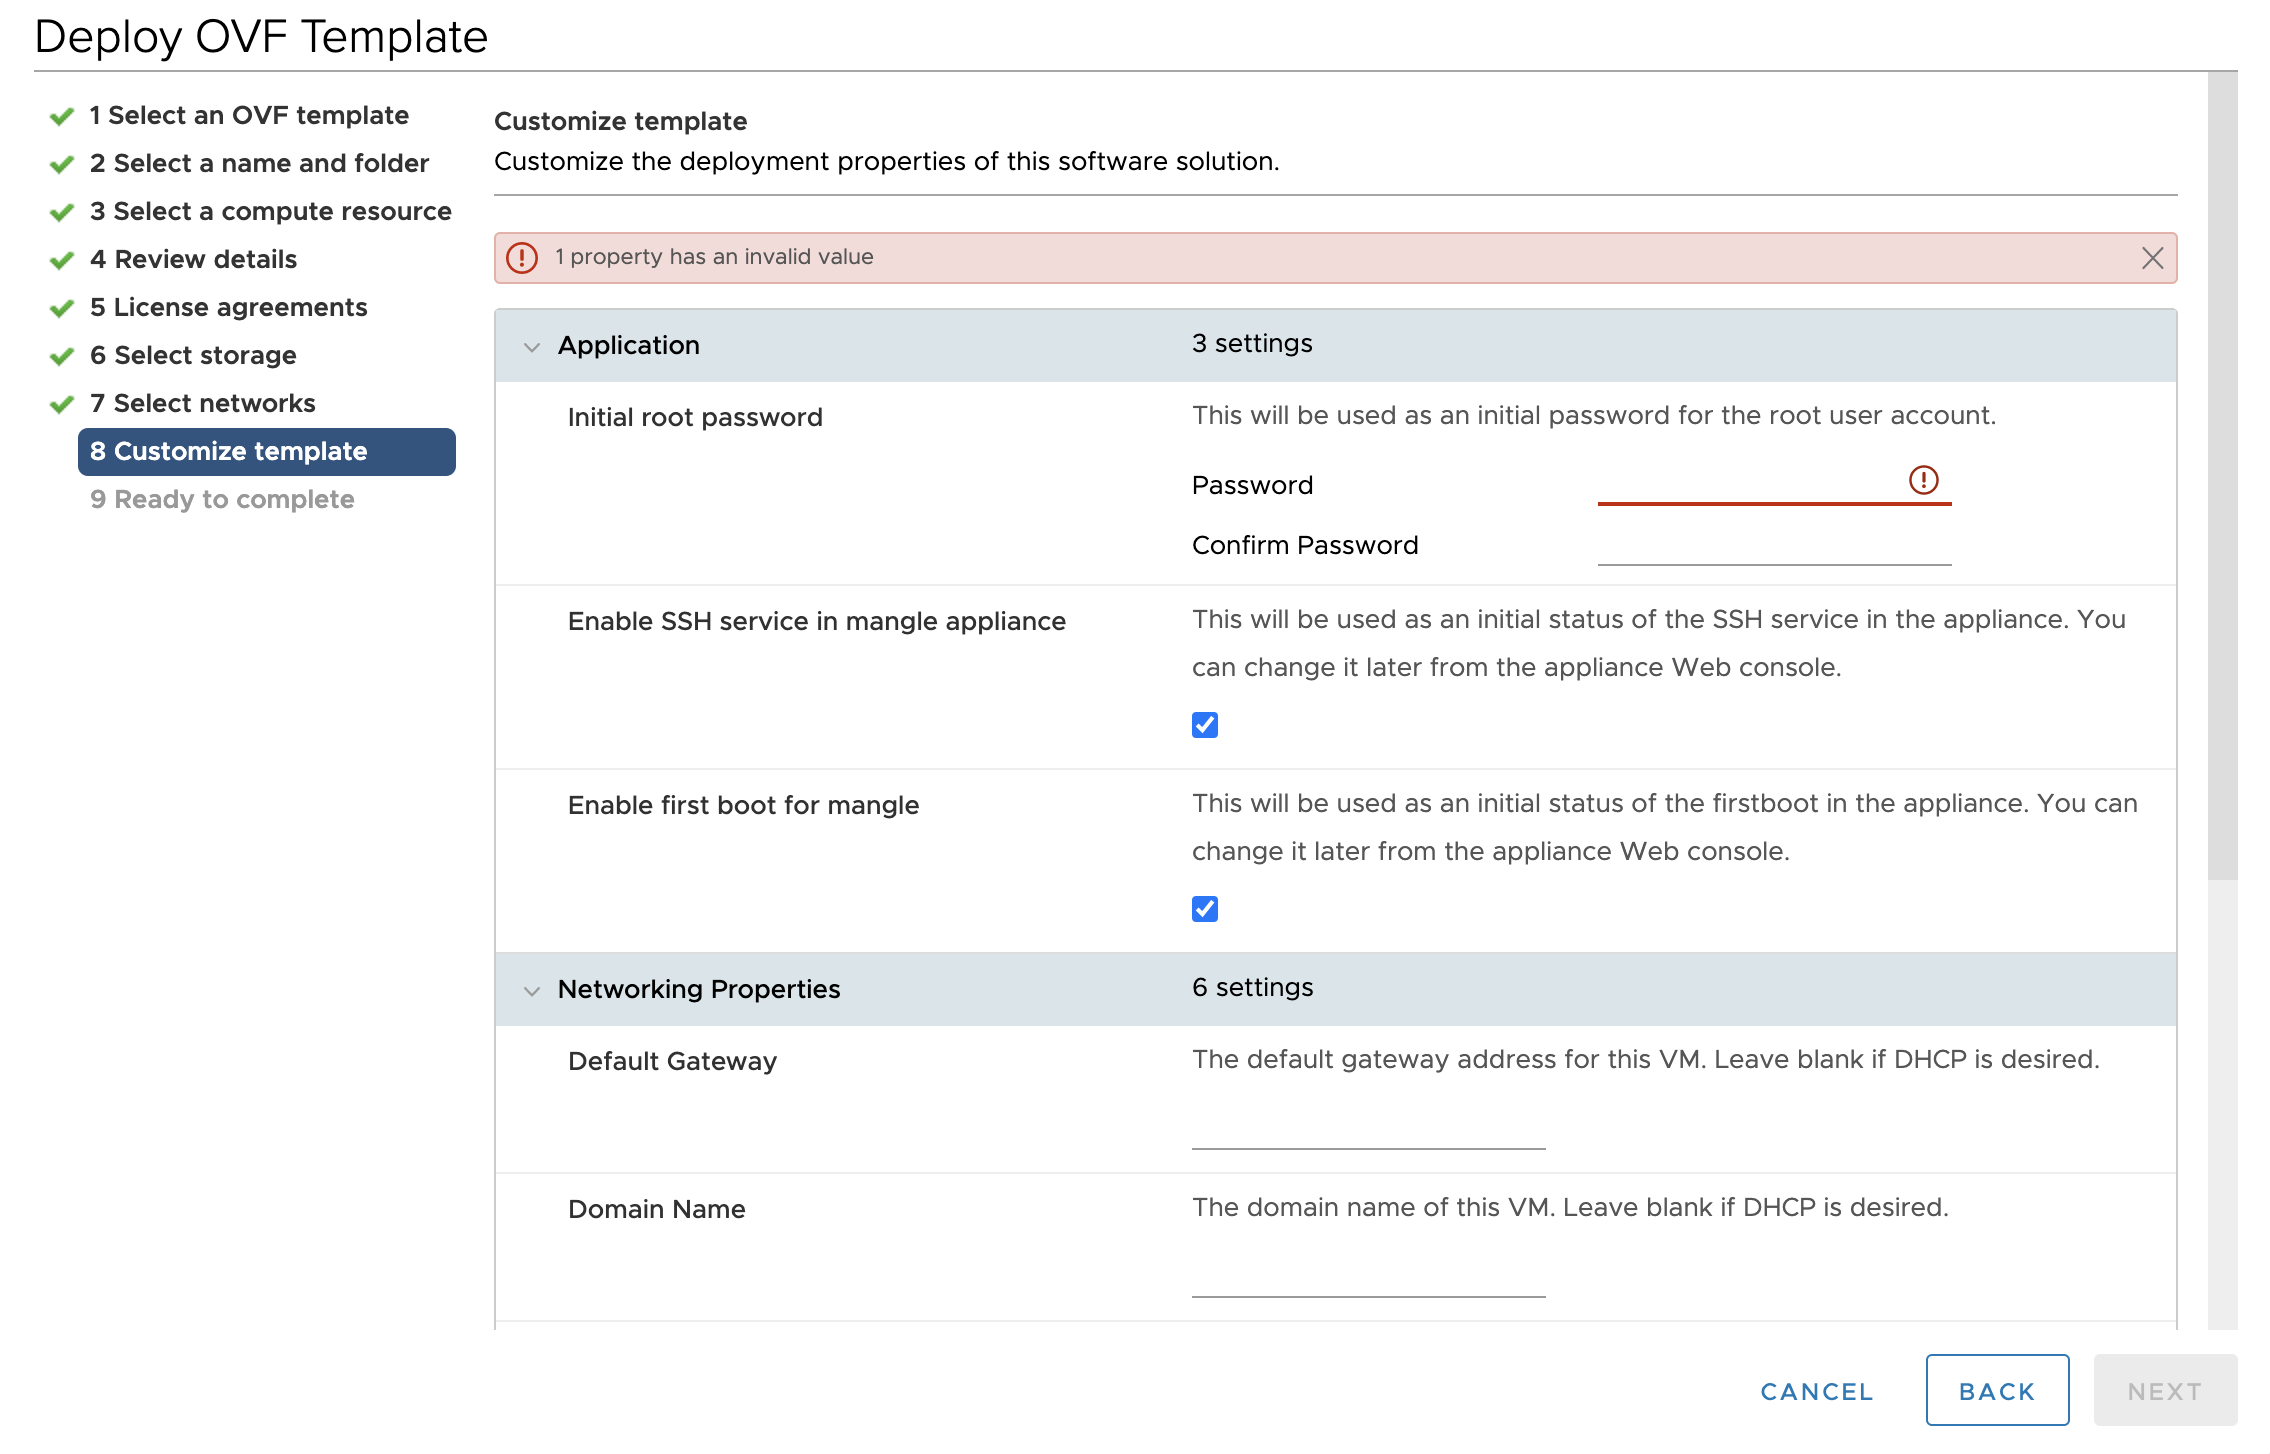 Deploy OVF Template
1 Select an OVF template
2 Select a name and folder
3 Select a compute resource
4 Review details
5 License agreements
6 Select storage
7 Select networks
8 Customize template
9 Ready to complete
Customize template
Customize the deployment properties of this software solution.
1 property has an invalid value
Application
3 settings
Initial root password
This will be used as an initial password for the root user account.
Password
Confirm Password
Enable SSH service in mangle appliance
This will be used as an initial status of the SSH service in the appliance. You
can change it later from the appliance Web console.
Enable first boot for mangle
This will be used as an initial status of the firstboot in the appliance. You can
change it later from the appliance Web console.
Networking Properties
6 settings
Default Gateway
The default gateway address for this VM. Leave blank if DHCP is desired.
Domain Name
The domain name of this VM. Leave blank if DHCP is desired.
CANCEL
BACK
NEXT